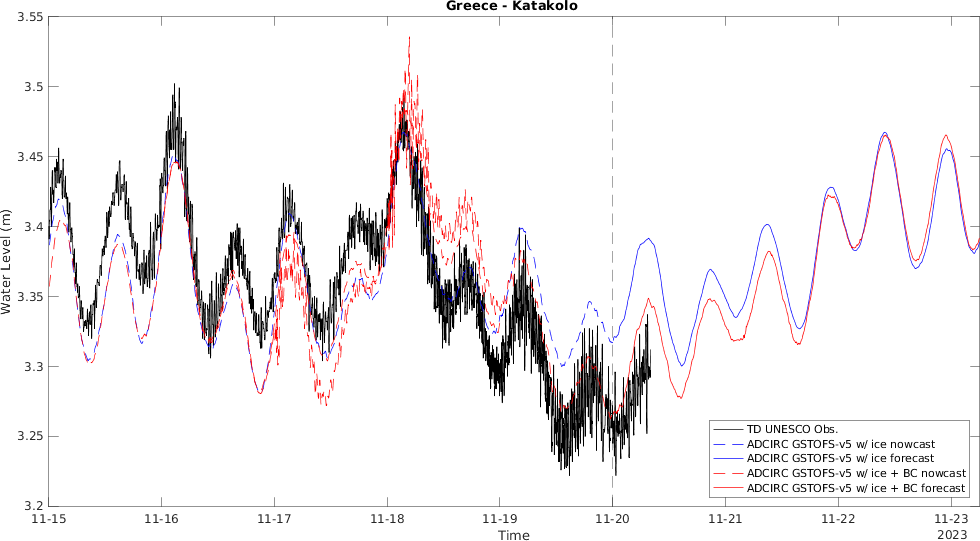 Greece - Katakolo
Water Level (m)
3.55
3.5
3.45
3.4
3.35
3.3
3.25
3.2
11-15 11-16 11-17 11-18 11-19 11-20 11-21 11-22 11-23
2023
Time
TD UNESCO Obs.
ADCIRC GSTOFS-v5 w/ ice nowcast
ADCIRC GSTOFS-v5 w/ ice forecast
ADCIRC GSTOFS-v5 w/ ice + BC nowcast
ADCIRC GSTOFS-v5 w/ ice + BC forecast